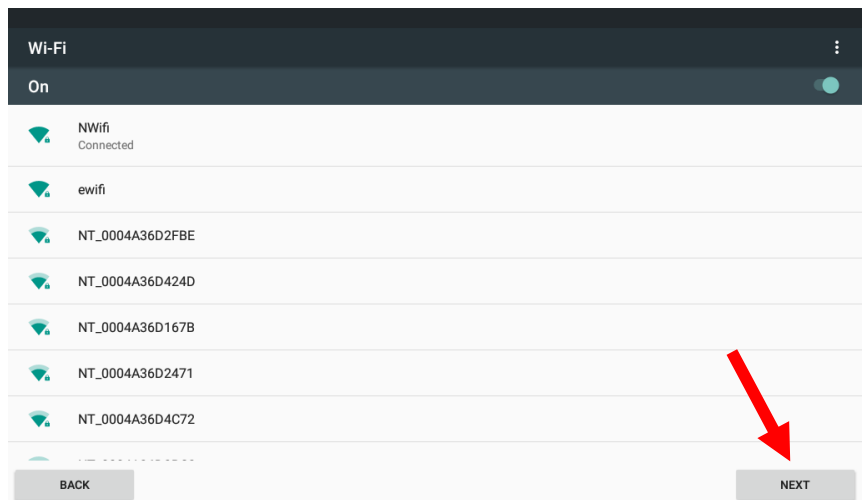 Wi-Fi
On
NWifi
Connected
ewifi
NT_0004A36D2FBE
NT_0004A36D424D
NT_0004A36D167B
NT_0004A36D2471
NT_0004A36D4C72
BACK
NEXT